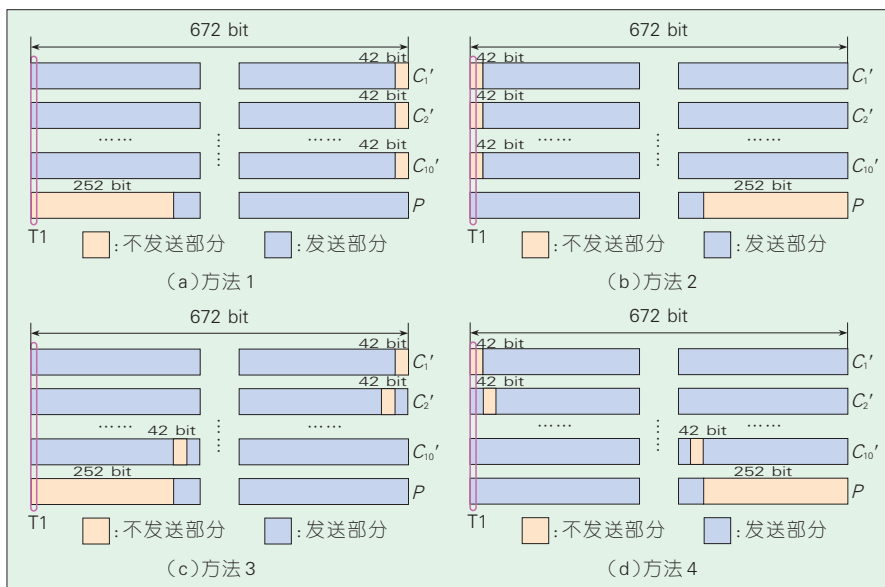 672 bit
42 bit
C₁′
42 bit
C₂′
……
……
42 bit
C₁₀′
252 bit
P
T1
:不发送部分
:发送部分
(a)方法1
672 bit
42 bit
C₁′
42 bit
C₂′
……
……
42 bit
C₁₀′
252 bit
P
T1
:不发送部分
:发送部分
(b)方法2
672 bit
42 bit
C₁′
42 bit
C₂′
……
……
42 bit
C₁₀′
252 bit
P
T1
:不发送部分
:发送部分
(c)方法3
672 bit
42 bit
C₁′
42 bit
C₂′
……
……
42 bit
C₁₀′
252 bit
P
T1
:不发送部分
:发送部分
(d)方法4